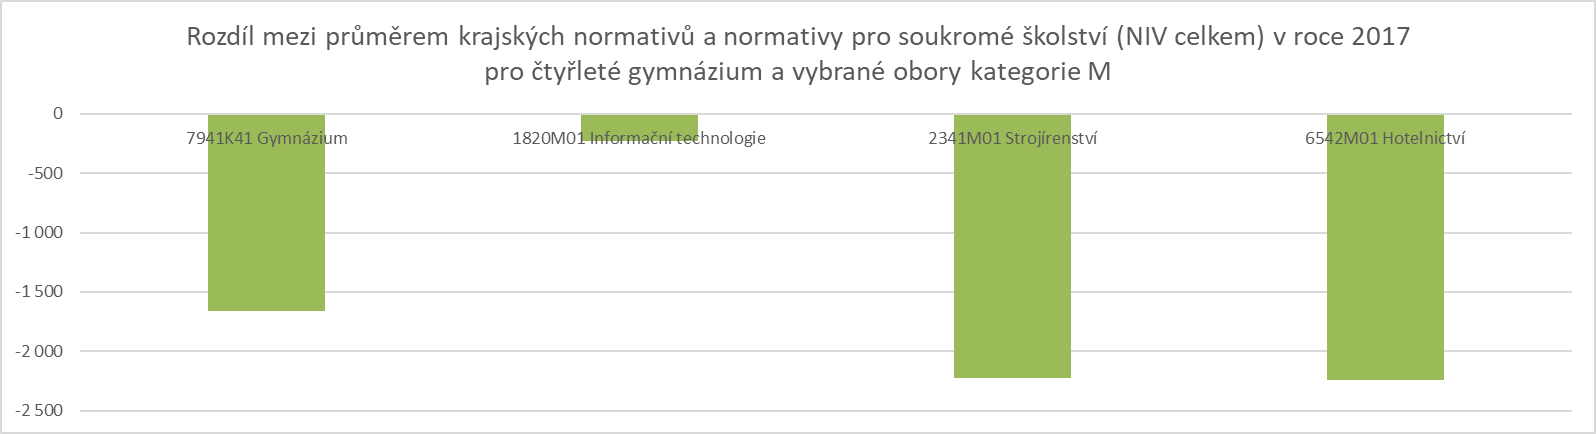 Rozdíl mezi průměrem krajských normativů a normativy pro soukromé školství (NIV celkem) v roce 2017
pro čtyřleté gymnázium a vybrané obory kategorie M
0
7941K41 Gymnázium 1820M01 Informační technologie 2341M01 Strojírenství 6542M01 Hotelnictví
-500
-1 000
-1 500
-2 000
-2 500